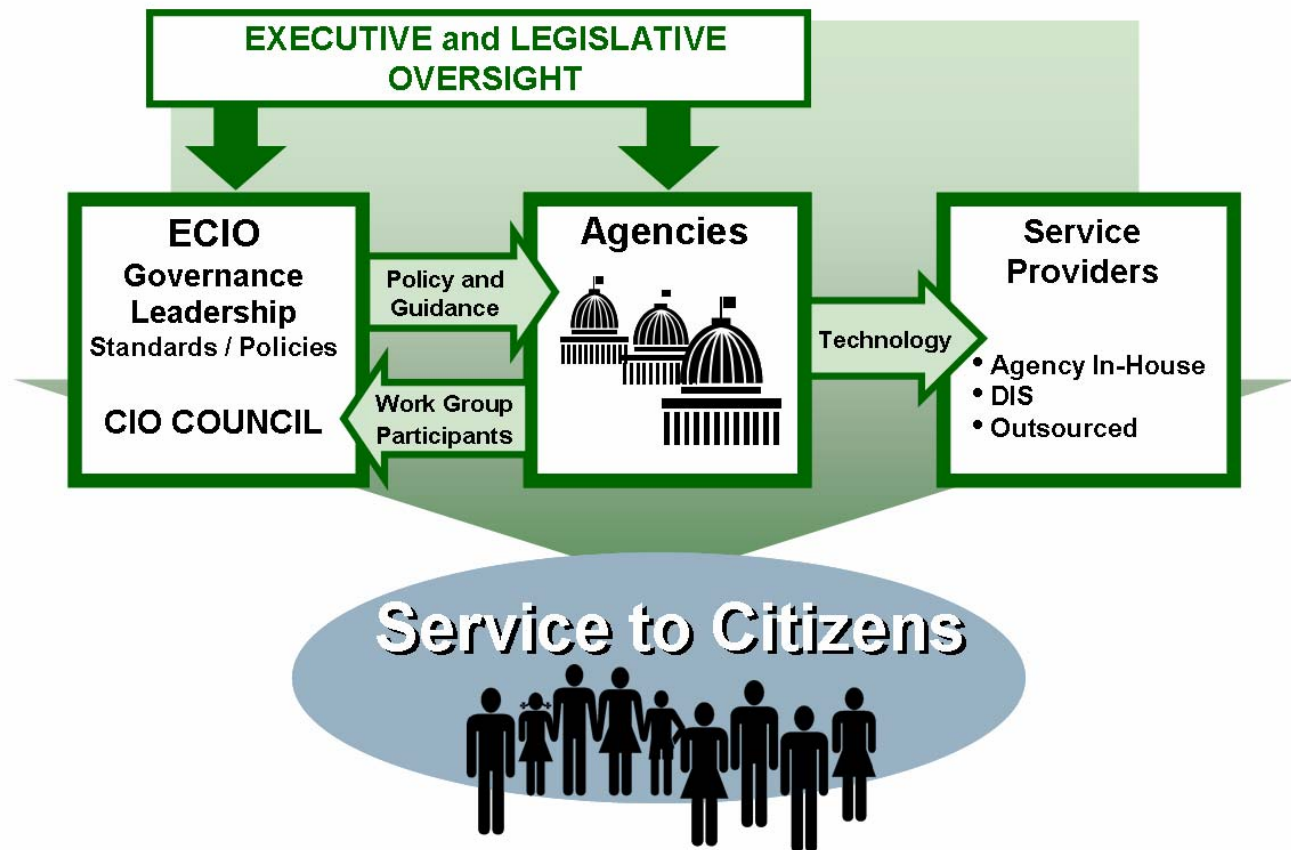 EXECUTIVE and LEGISLATIVE
OVERSIGHT
ECIO
Governance
Leadership
Standards / Policies
CIO COUNCIL
Policy and
Guidance
Work Group
Participants
Agencies
Technology
Service
Providers
• Agency In-House
• DIS
• Outsourced
Service to Citizens